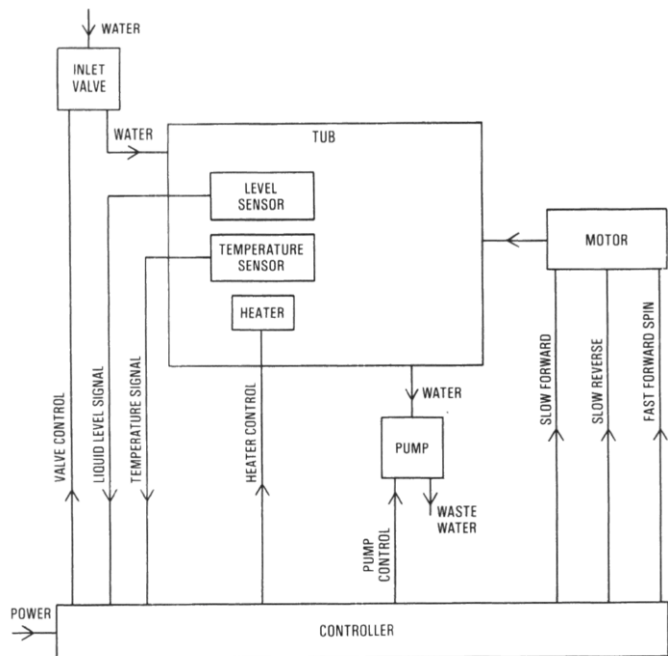 WATER
INLET
VALVE
WATER
TUB
LEVEL
SENSOR
TEMPERATURE
SENSOR
HEATER
MOTOR
VALVE CONTROL
LIQUID LEVEL SIGNAL
TEMPERATURE SIGNAL
HEATER CONTROL
WATER
PUMP
WASTE
WATER
PUMP
CONTROL
SLOW FORWARD
SLOW REVERSE
FAST FORWARD SPIN
POWER
CONTROLLER